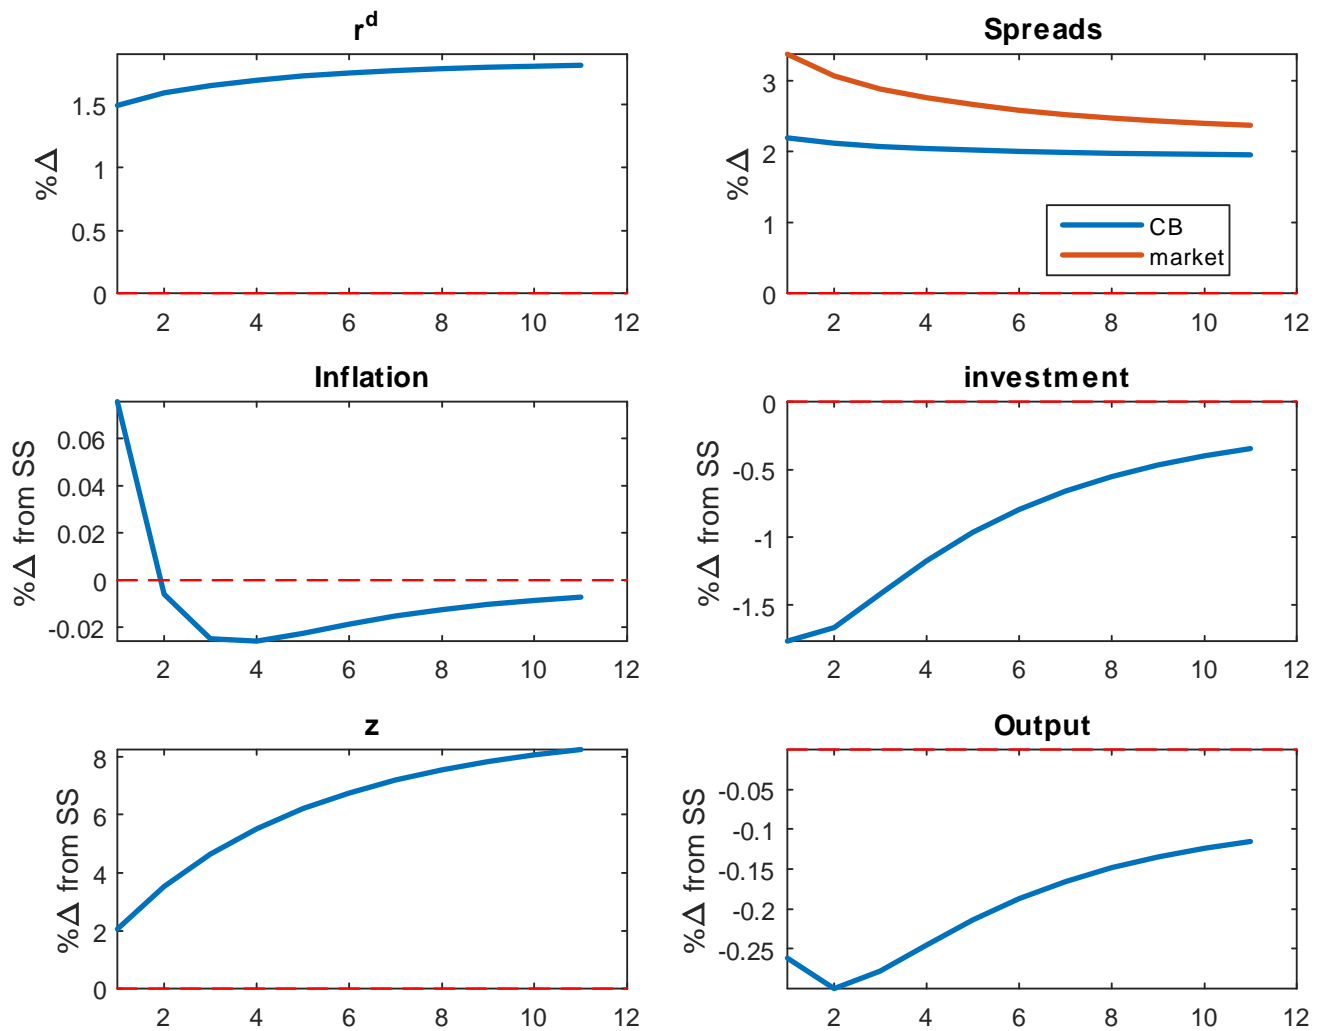 r^d
%Δ
1.5
1
0.5
0
2 4 6 8 10 12
Spreads
%Δ
3
2
1
0
CB
market
2 4 6 8 10 12
Inflation
%Δ from SS
0.06
0.04
0.02
0
-0.02
2 4 6 8 10 12
investment
%Δ from SS
0
-0.5
-1
-1.5
2 4 6 8 10 12
z
%Δ from SS
8
6
4
2
0
2 4 6 8 10 12
Output
%Δ from SS
-0.05
-0.1
-0.15
-0.2
-0.25
2 4 6 8 10 12